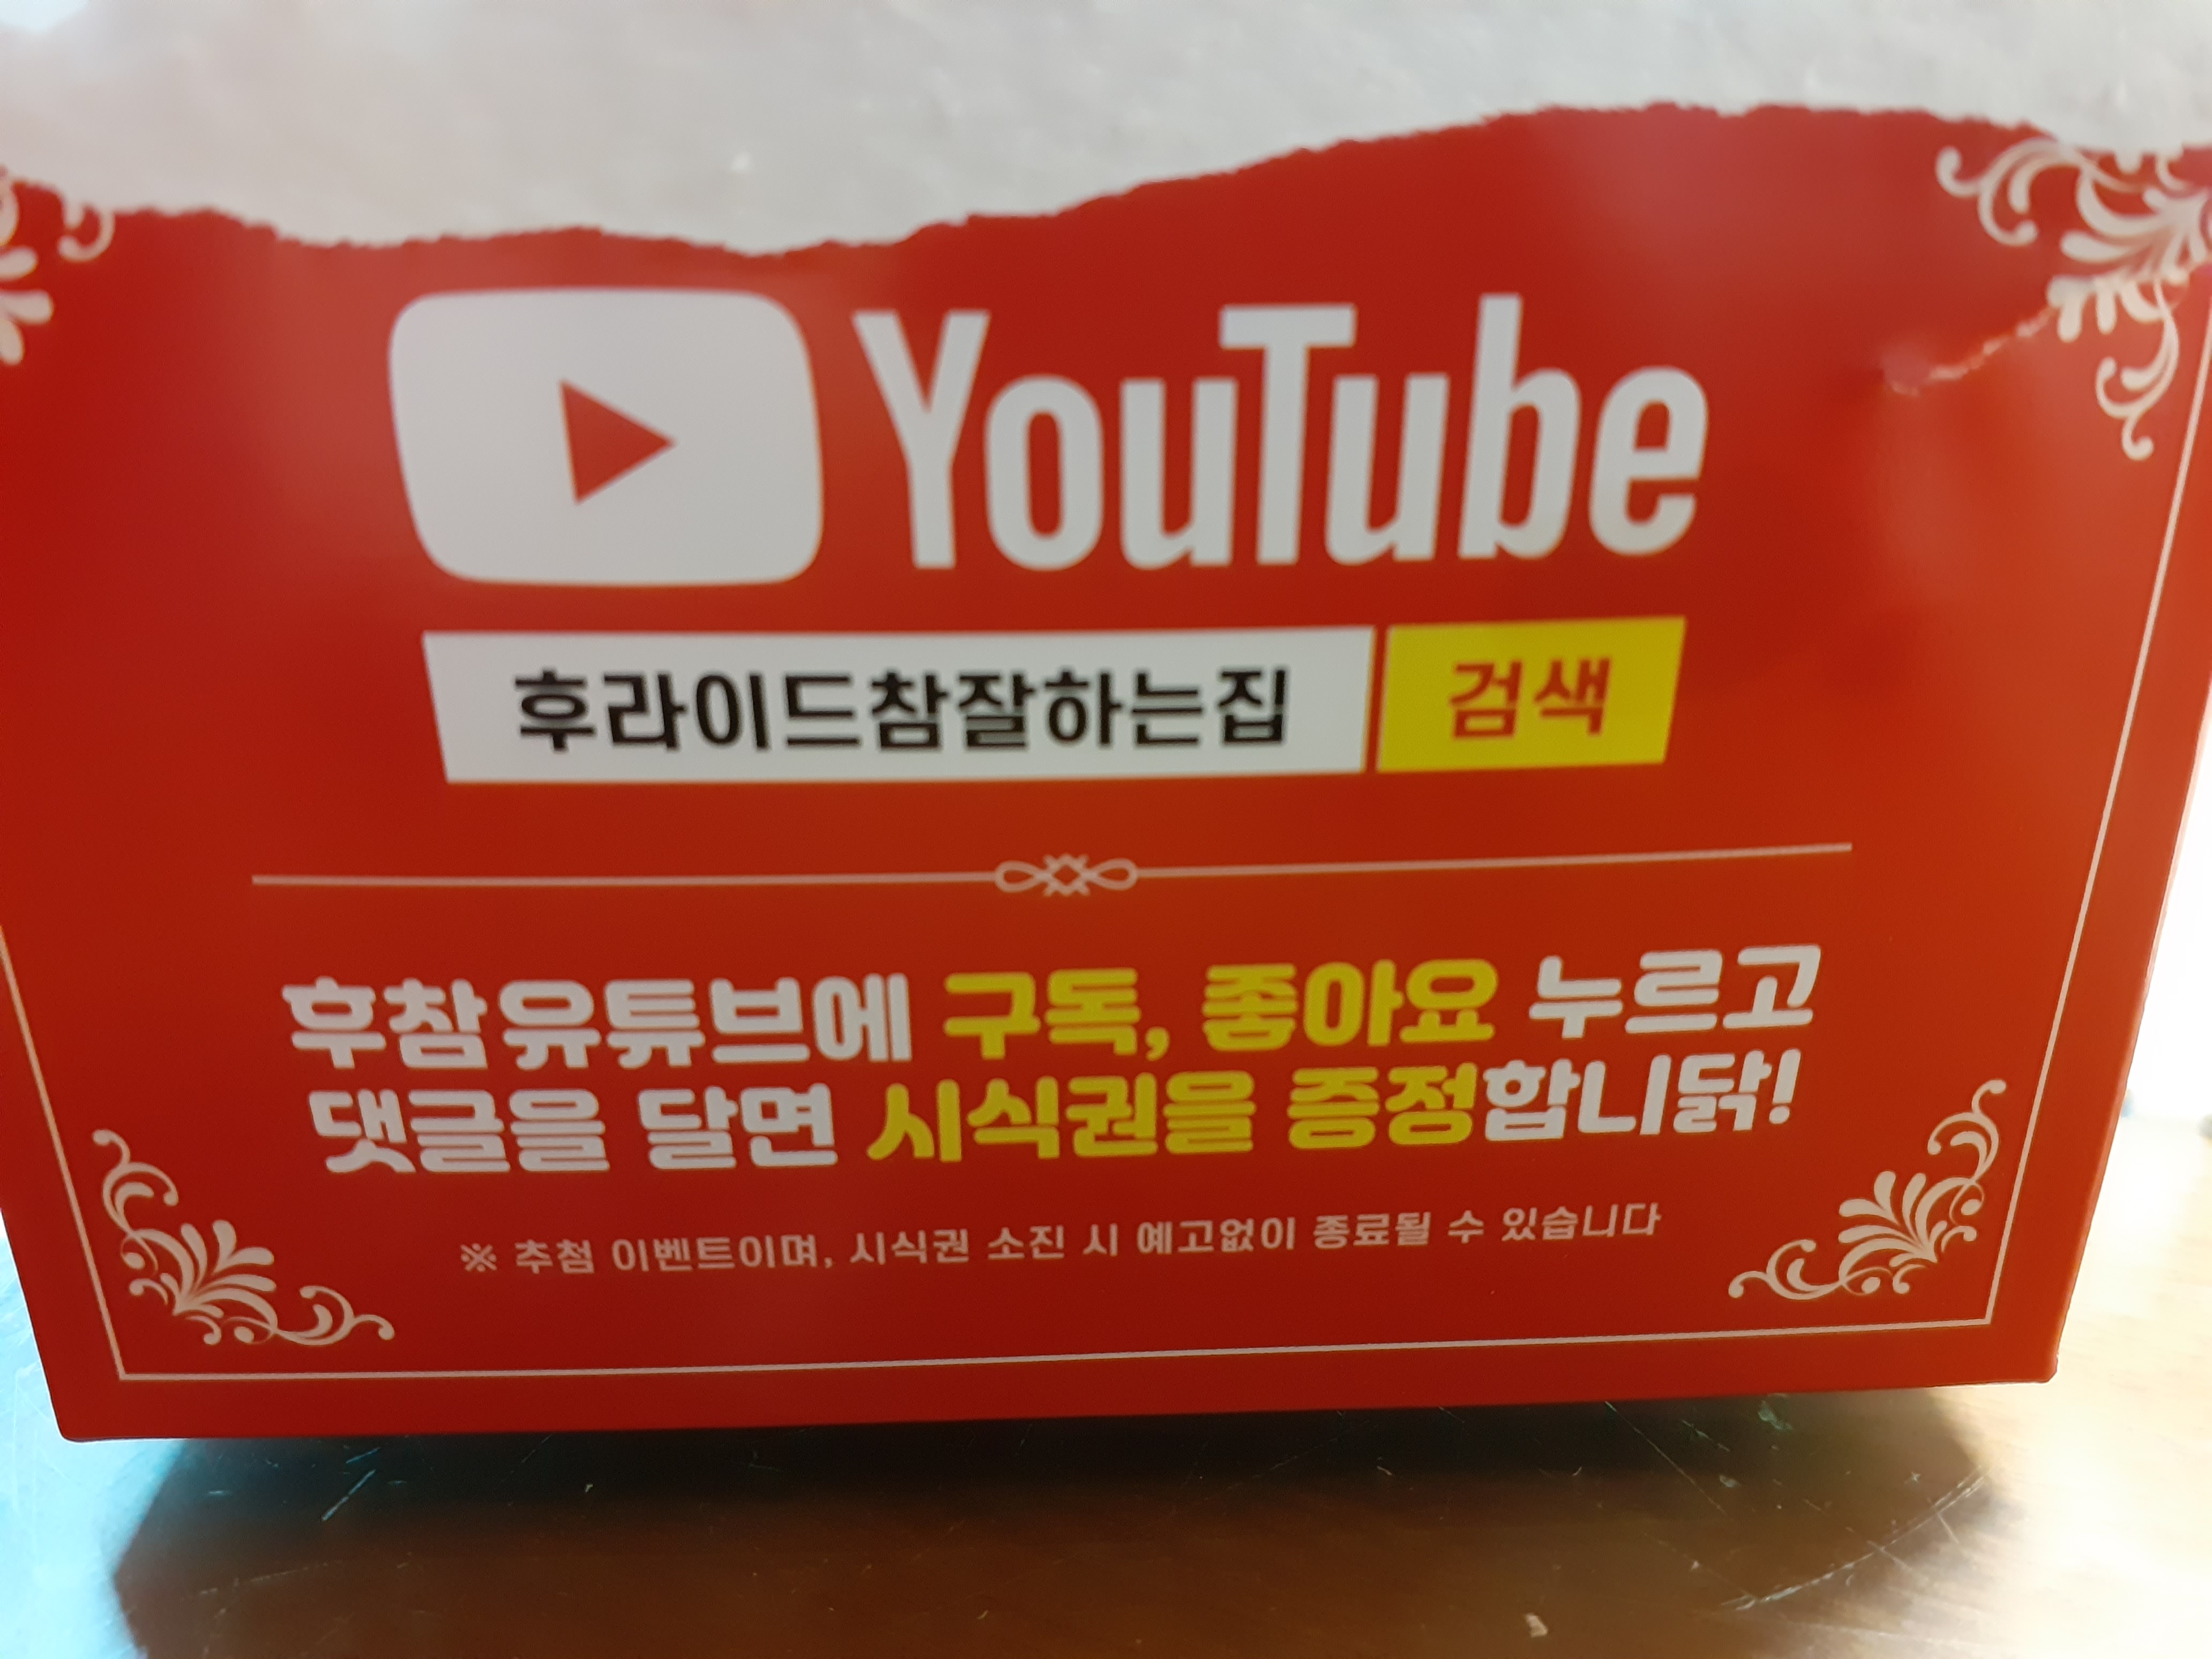 YouTube
후라이드참잘하는집 검색
후참유튜브에 구독, 좋아요 누르고
댓글을 달면 시식권을 증정합니닭!
※ 추첨 이벤트이며, 시식권 소진 시 예고없이 종료될 수 있습니다